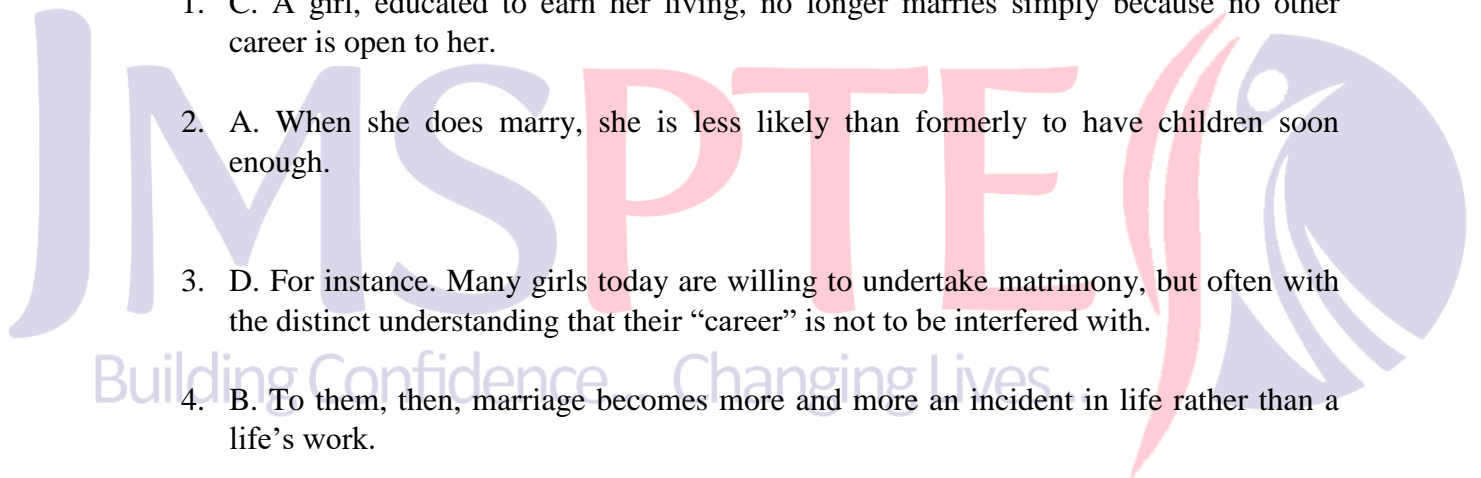 1. C. A girl, educated to earn her living, no longer marries simply because no other
career is open to her.
2. A. When she does marry, she is less likely than formerly to have children soon
enough.
3. D. For instance. Many girls today are willing to undertake matrimony, but often with
the distinct understanding that their “career” is not to be interfered with.
4. B. To them, then, marriage becomes more and more an incident in life rather than a
life’s work.
JMSPTE
Building Confidence... Changing Lives...